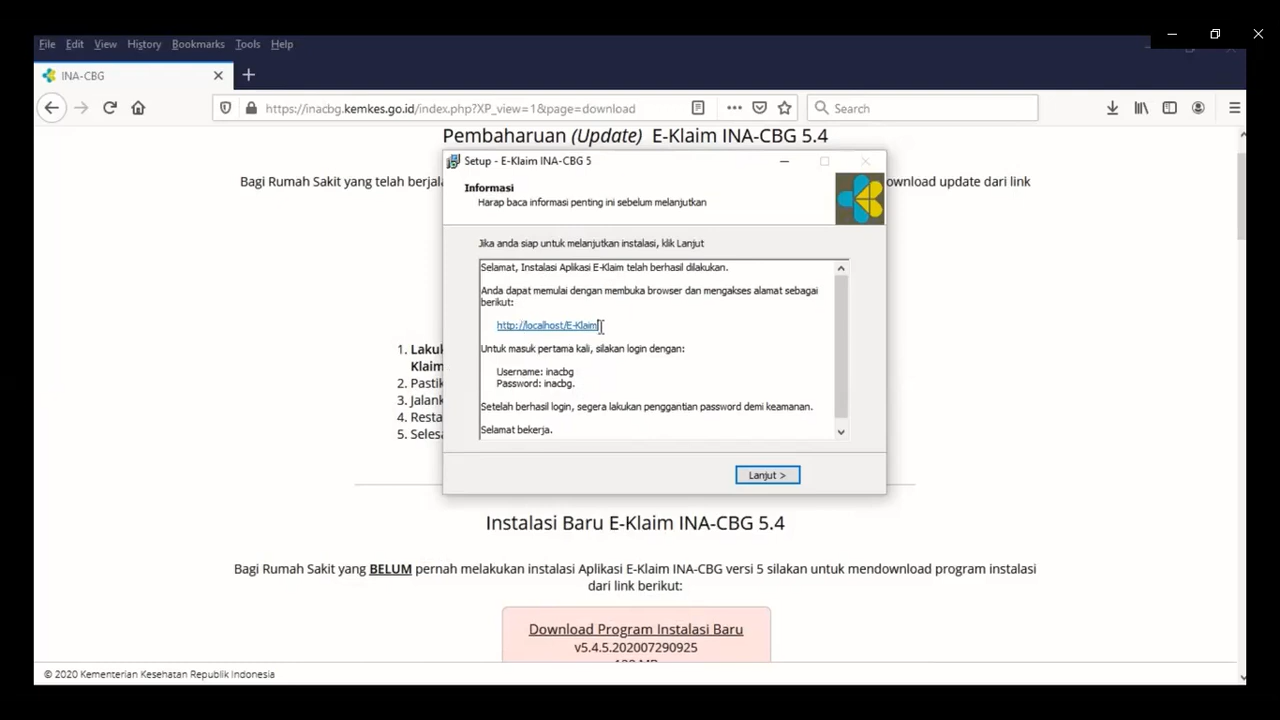 File Edit View History Bookmarks Tools Help
INA-CBG
https://inacbg.kemkes.go.id/index.php?XP_view=1&page=download
Search
Pembaharuan (Update) E-Klaim INA-CBG 5.4
Bagi Rumah Sakit yang telah
ownload update dari link
Setup - E-Klaim INA-CBG 5
Informasi
Harap baca informasi penting ini sebelum melanjutkan
Jika anda siap untuk melanjutkan instalasi, klik Lanjut
Selamat, Instalasi Aplikasi E-Klaim telah berhasil dilakukan.
Anda dapat memulai dengan membuka browser dan mengakses alamat sebagai
berikut:
http://localhost/E-Klaim
Untuk masuk pertama kali, silakan login dengan:
Username: inacbg
Password: inacbg.
Setelah berhasil login, segera lakukan penggantian password demi keamanan.
Selamat bekerja.
Lanjut >
1. Lakuk
Klaim
2. Pastik
3. Jalank
4. Resta
5. Selesa
Instalasi Baru E-Klaim INA-CBG 5.4
Bagi Rumah Sakit yang BELUM pernah melakukan instalasi Aplikasi E-Klaim INA-CBG versi 5 silakan untuk mendownload program instalasi
dari link berikut:
Download Program Instalasi Baru
v5.4.5.202007290925
© 2020 Kementerian Kesehatan Republik Indonesia